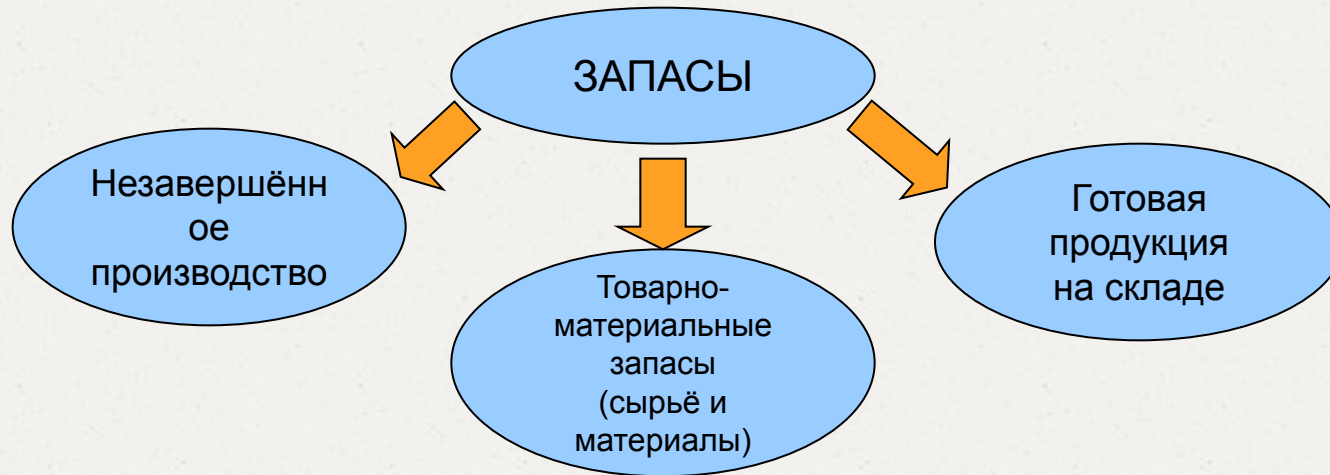 ЗАПАСЫ
Незавершённ
ое
производство
Товарно-
материальные
запасы
(сырьё и
материалы)
Готовая
продукция
на складе